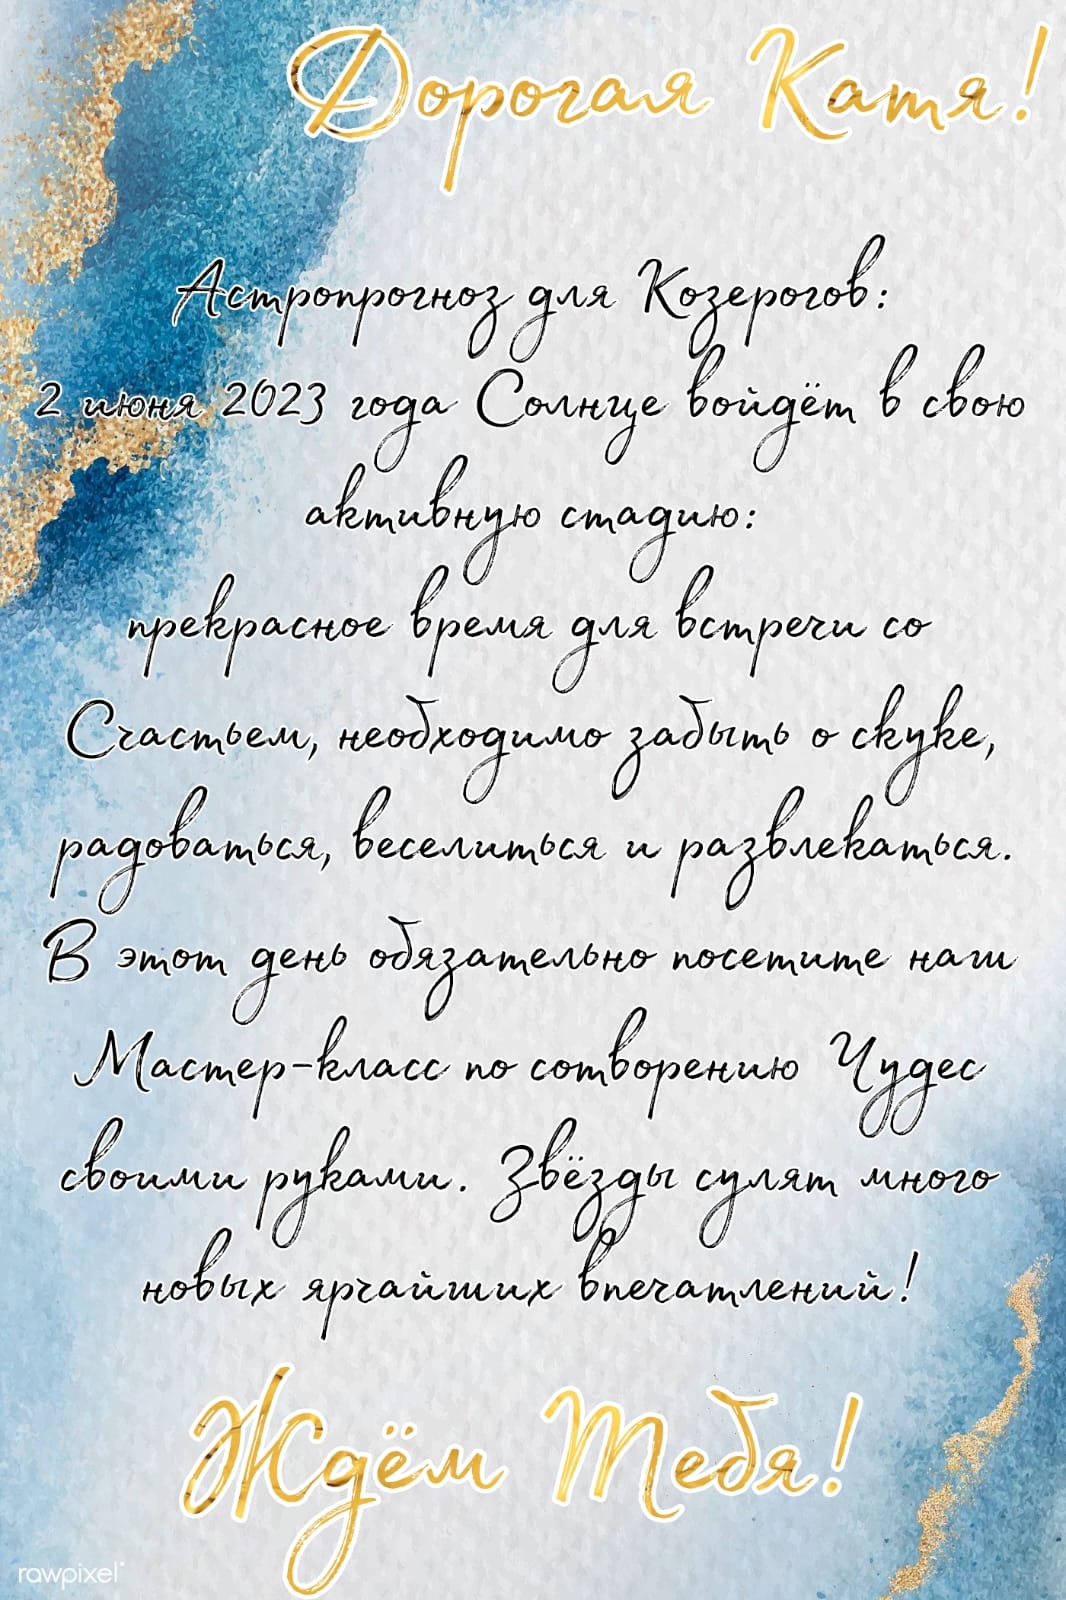 Дорогая Катя!
Астропрогноз для Козерогов:
2 июня 2023 года Солнце войдёт в свою
активную стадию:
прекрасное время для встречи со
Счастьем, необходимо забыть о скуке,
радоваться, веселиться и развлекаться.
В этот день обязательно посетите наш
Мастер-класс по сотворению Чудес
своими руками. Звёзды сулят много
новых ярчайших впечатлений!
Ждём Тебя!
rawpixel